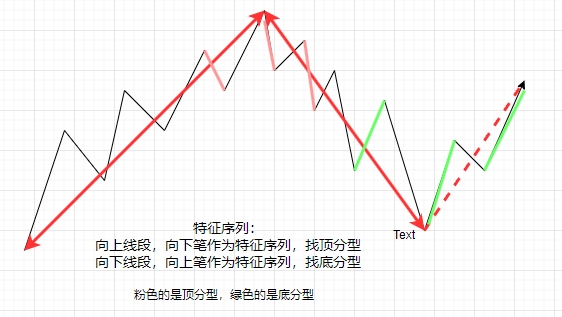 Text
特征序列：
向上线段，向下笔作为特征序列，找顶分型
向下线段，向上笔作为特征序列，找底分型
粉色的是顶分型，绿色的是底分型